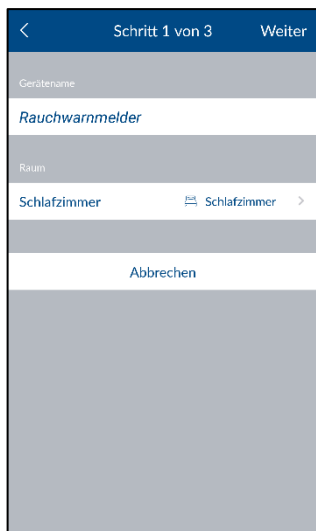 Schritt 1 von 3 Weiter
Gerätename
Rauchwarnmelder
Raum
Schlafzimmer Schlafzimmer
Abbrechen